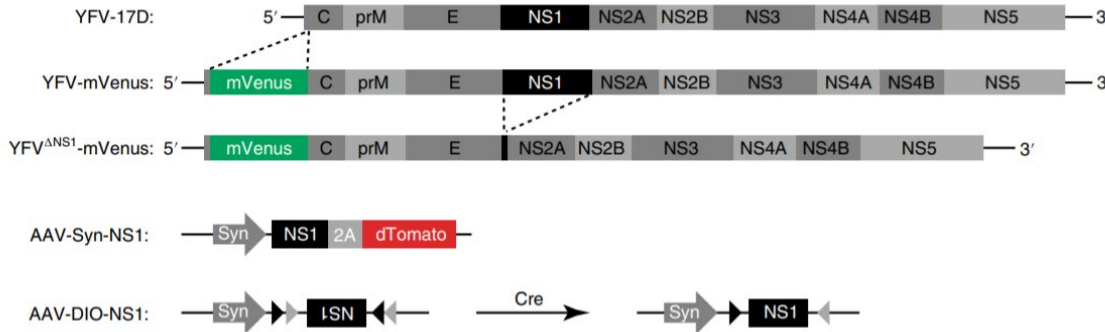 YFV-17D: 5′ C prM E NS1 NS2A NS2B NS3 NS4A NS4B NS5 3
YFV-mVenus: 5′ mVenus C prM E NS1 NS2A NS2B NS3 NS4A NS4B NS5 3
YFVΔNS1-mVenus: 5′ mVenus C prM E NS2A NS2B NS3 NS4A NS4B NS5 3′
AAV-Syn-NS1: Syn NS1 2A dTomato
AAV-DIO-NS1: Syn NS1 Cre Syn NS1